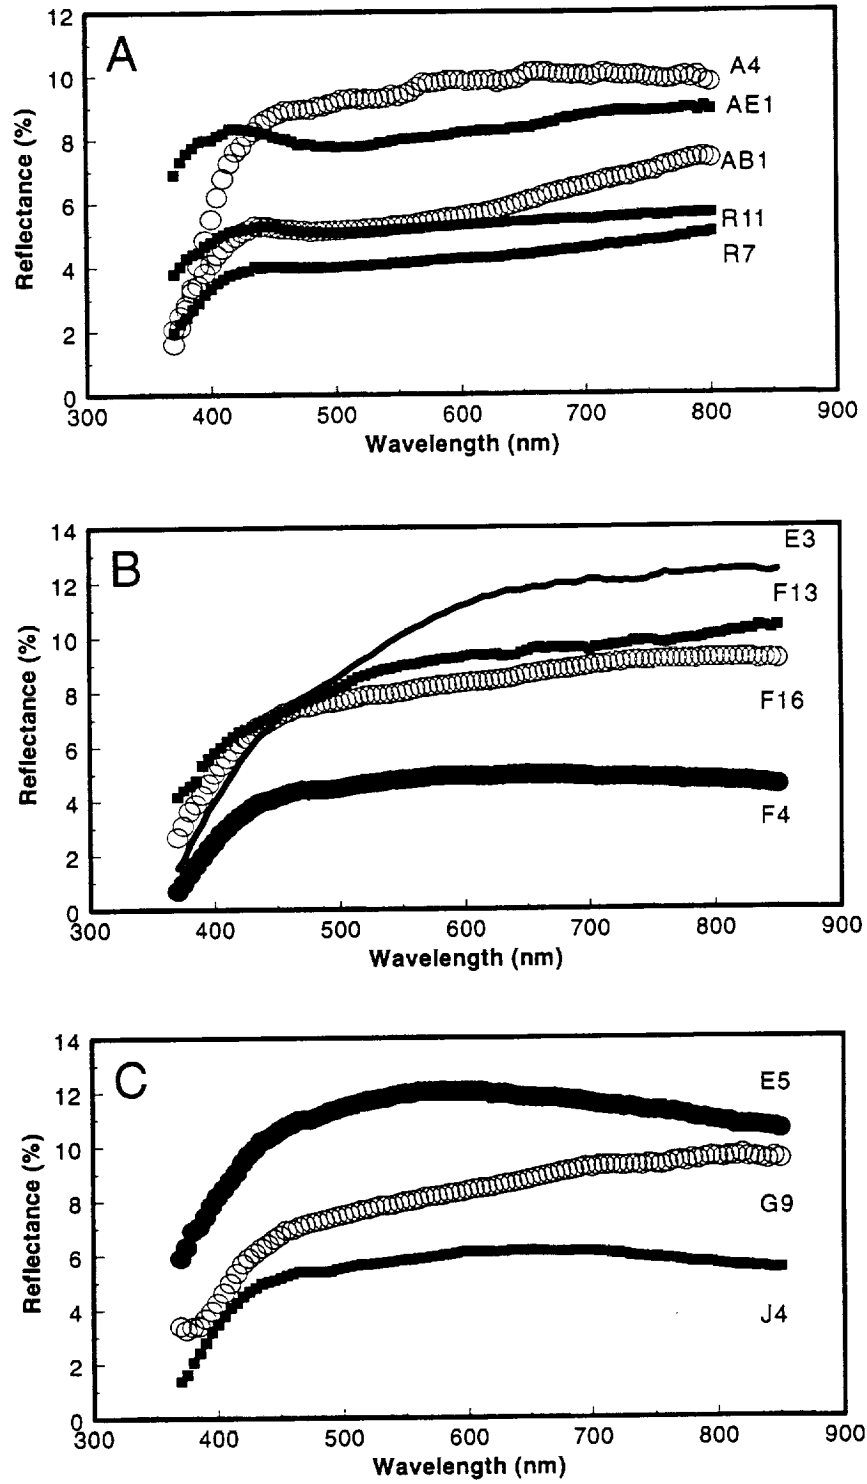 A
12
10
8
6
4
2
0
Reflectance (%)
A4
AE1
AB1
R11
R7
300 400 500 600 700 800 900
Wavelength (nm)
B
14
12
10
8
6
4
2
0
Reflectance (%)
E3
F13
F16
F4
300 400 500 600 700 800 900
Wavelength (nm)
C
14
12
10
8
6
4
2
0
Reflectance (%)
E5
G9
J4
300 400 500 600 700 800 900
Wavelength (nm)